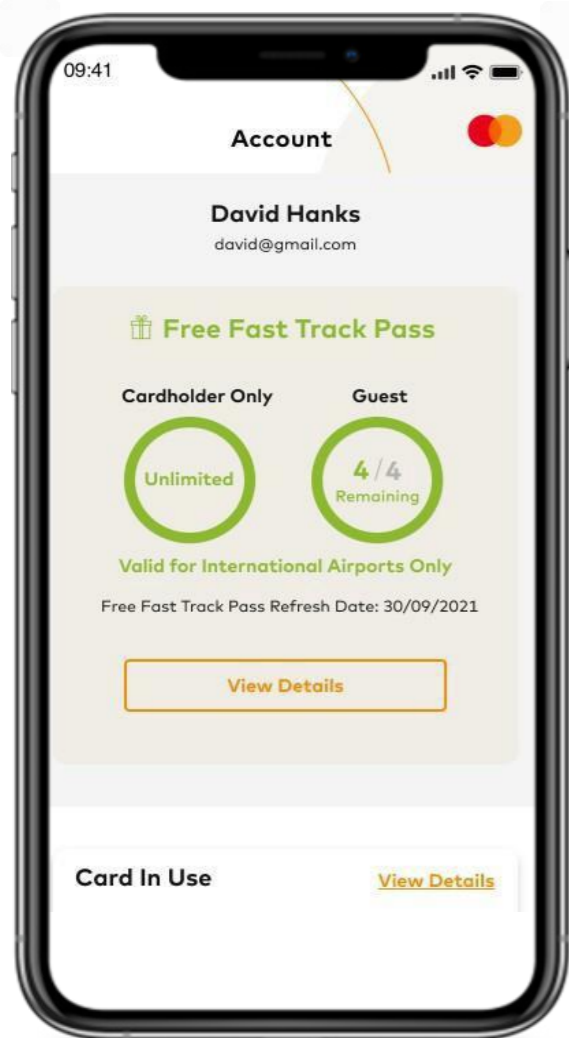 09:41
Account
David Hanks
david@gmail.com
Free Fast Track Pass
Cardholder Only Guest
Unlimited 4/4
Remaining
Valid for International Airports Only
Free Fast Track Pass Refresh Date: 30/09/2021
View Details
Card In Use View Details